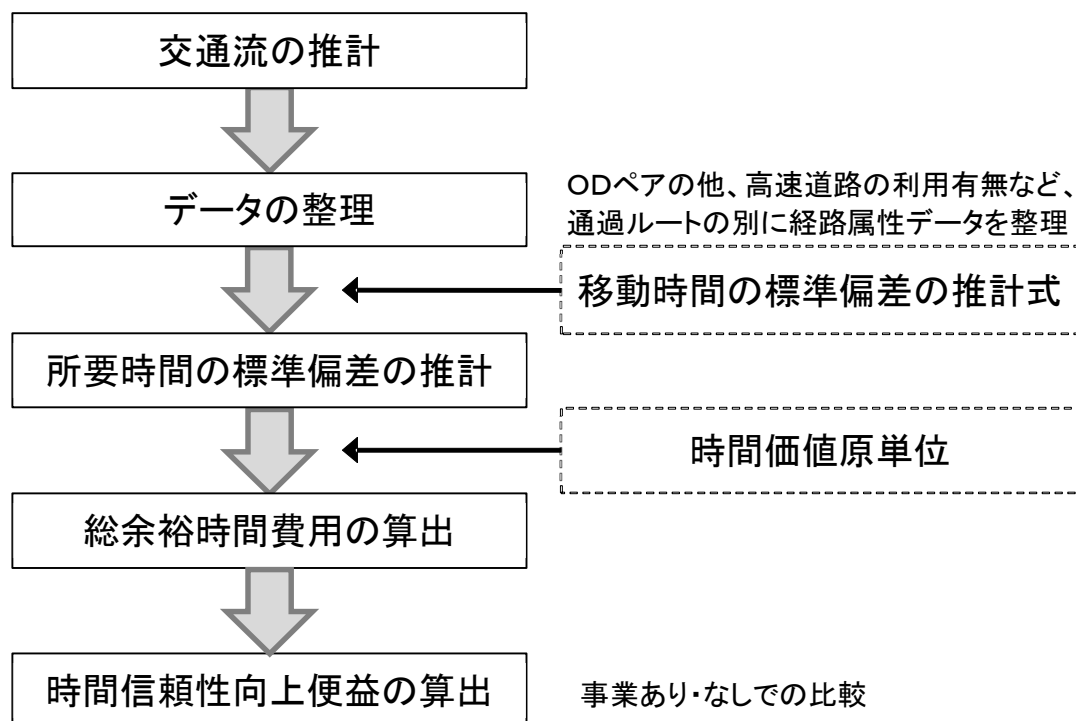 交通流の推計
データの整理
ODペアの他、高速道路の利用有無など、
通過ルートの別に経路属性データを整理
移動時間の標準偏差の推計式
所要時間の標準偏差の推計
時間価値原単位
総余裕時間費用の算出
時間信頼性向上便益の算出
事業あり・なしでの比較